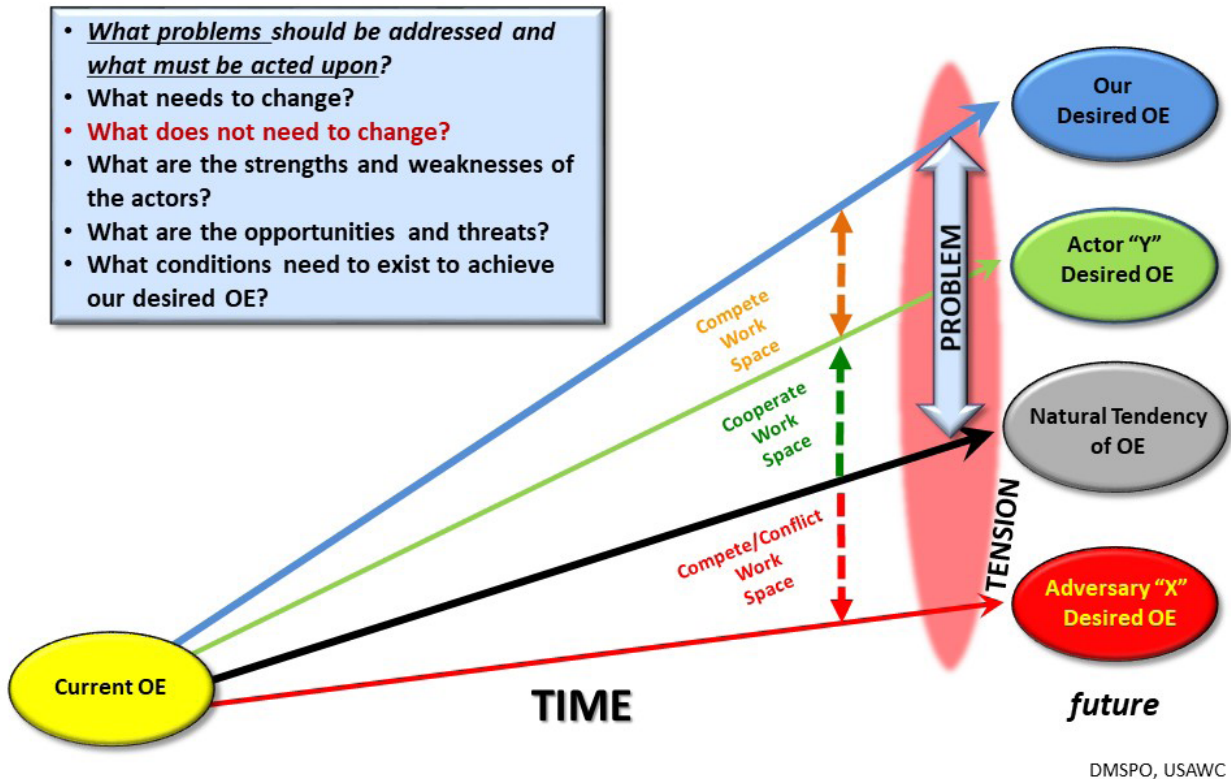 • What problems should be addressed and
what must be acted upon?
• What needs to change?
• What does not need to change?
• What are the strengths and weaknesses of
the actors?
• What are the opportunities and threats?
• What conditions need to exist to achieve
our desired OE?
Our
Desired OE
Actor “Y”
Desired OE
Natural Tendency
of OE
Adversary “X”
Desired OE
PROBLEM
TENSION
Compete
Work
Space
Cooperate
Work
Space
Compete/Conflict
Work
Space
Current OE
TIME
future
DMSPO, USAWC